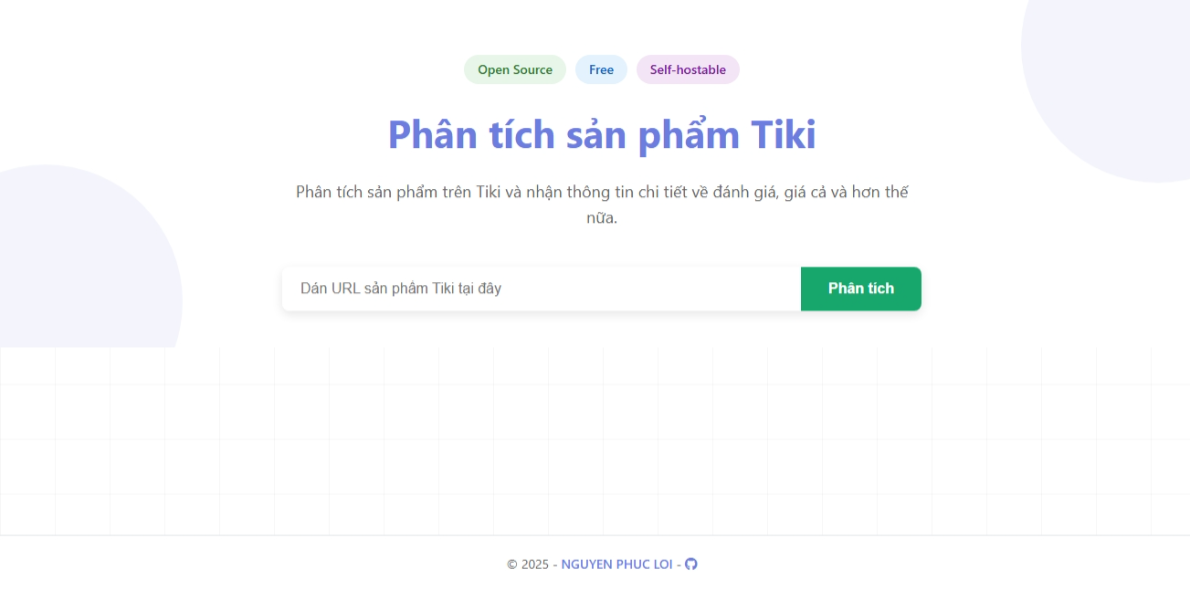 Open Source Free Self-hostable
Phân tích sản phẩm Tiki
Phân tích sản phẩm trên Tiki và nhận thông tin chi tiết về đánh giá, giá cả và hơn thế
nữa.
Dán URL sản phẩm Tiki tại đây Phân tích
© 2025 - NGUYEN PHUC LOI -